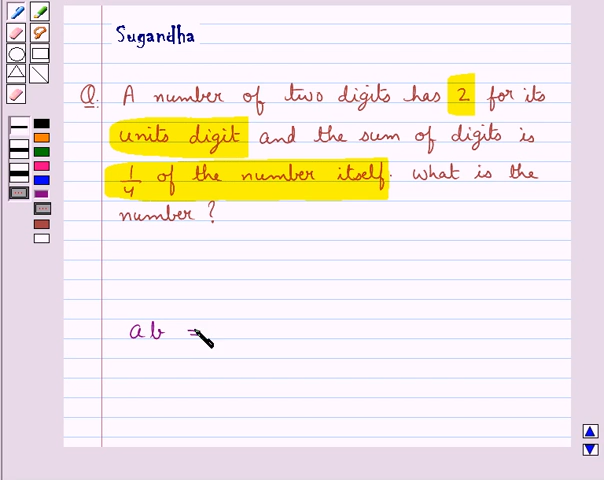 Sugandha
Q. A number of two digits has 2 for its
units digit and the sum of digits is
1/4 of the number itself. what is the
number ?
ab =